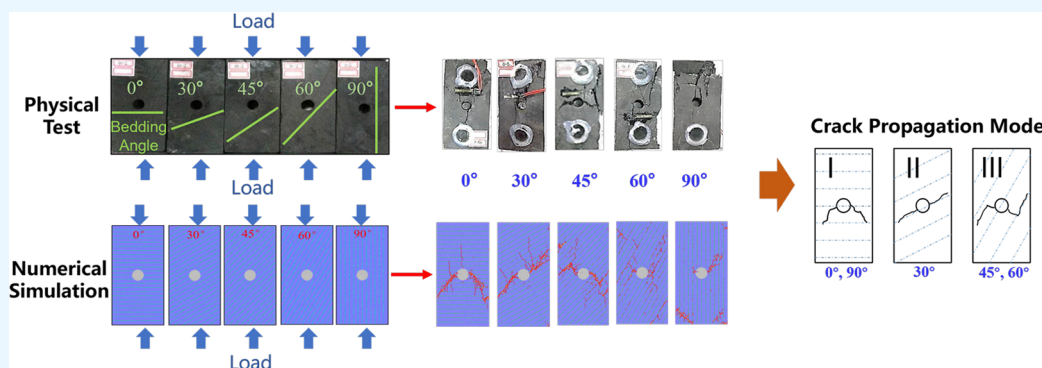 Load
Physical
Test
0°
30°
45°
60°
90°
Bedding
Angle
0°
30°
45°
60°
90°
Load
Numerical
Simulation
0°
30°
45°
60°
90°
Load
Crack Propagation Mode
I
II
III
0°, 90°
30°
45°, 60°